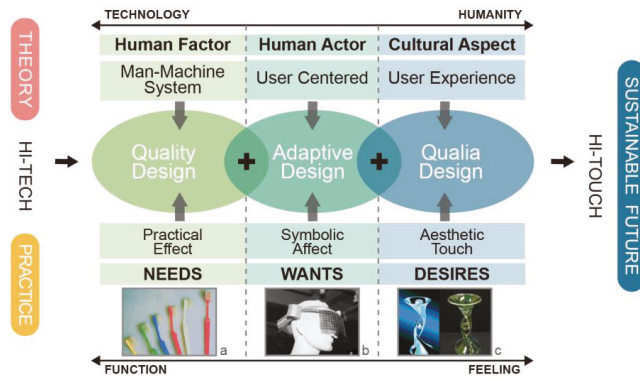 TECHNOLOGY
HUMANITY
THEORY
HI-TECH
PRACTICE
Human Factor
Human Actor
Cultural Aspect
Man-Machine
System
User Centered
User Experience
Quality
Design
+
Adaptive
Design
+
Qualia
Design
Practical
Effect
Symbolic
Affect
Aesthetic
Touch
NEEDS
WANTS
DESIRES
a
b
c
FUNCTION
FEELING
HI-TOUCH
SUSTAINABLE FUTURE